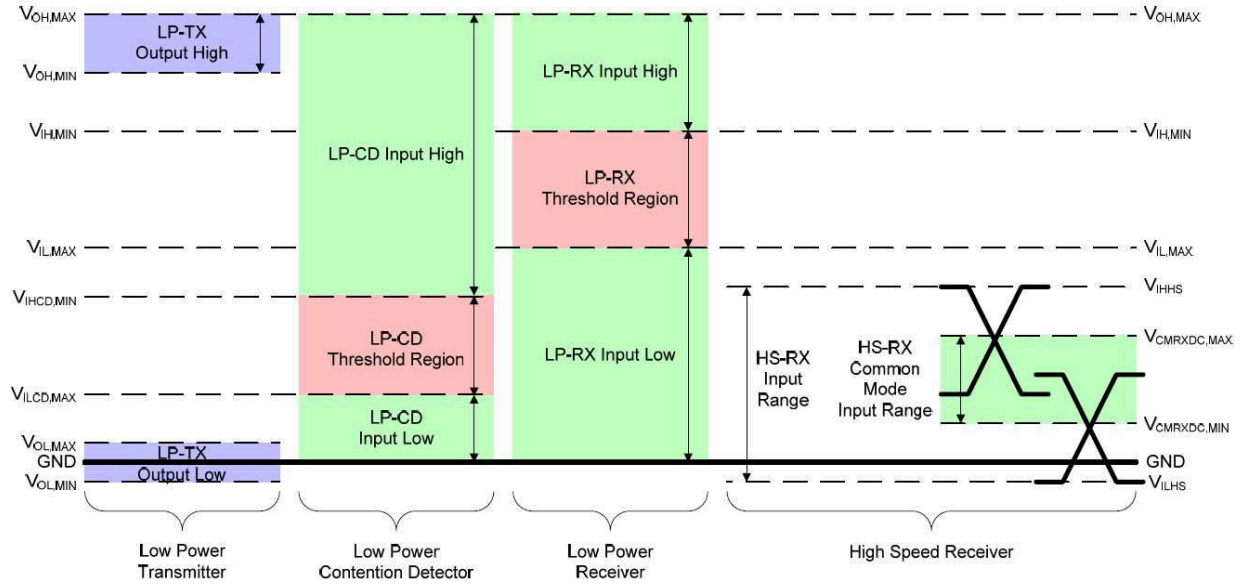 VOH,MAX
LP-TX
Output High
VOH,MIN
VIH,MIN
VIL,MAX
VIHCD,MIN
VILCD,MAX
VOL,MAX
GND
VOL,MIN
LP-TX
Output Low
LP-CD Input High
LP-CD
Threshold Region
LP-CD
Input Low
LP-RX Input High
LP-RX
Threshold Region
LP-RX Input Low
HS-RX
Input
Range
HS-RX
Common
Mode
Input Range
VOH,MAX
VIH,MIN
VIL,MAX
VIHHS
VCMRXDC,MAX
VCMRXDC,MIN
GND
VILHS
Low Power
Transmitter
Low Power
Contention Detector
Low Power
Receiver
High Speed Receiver